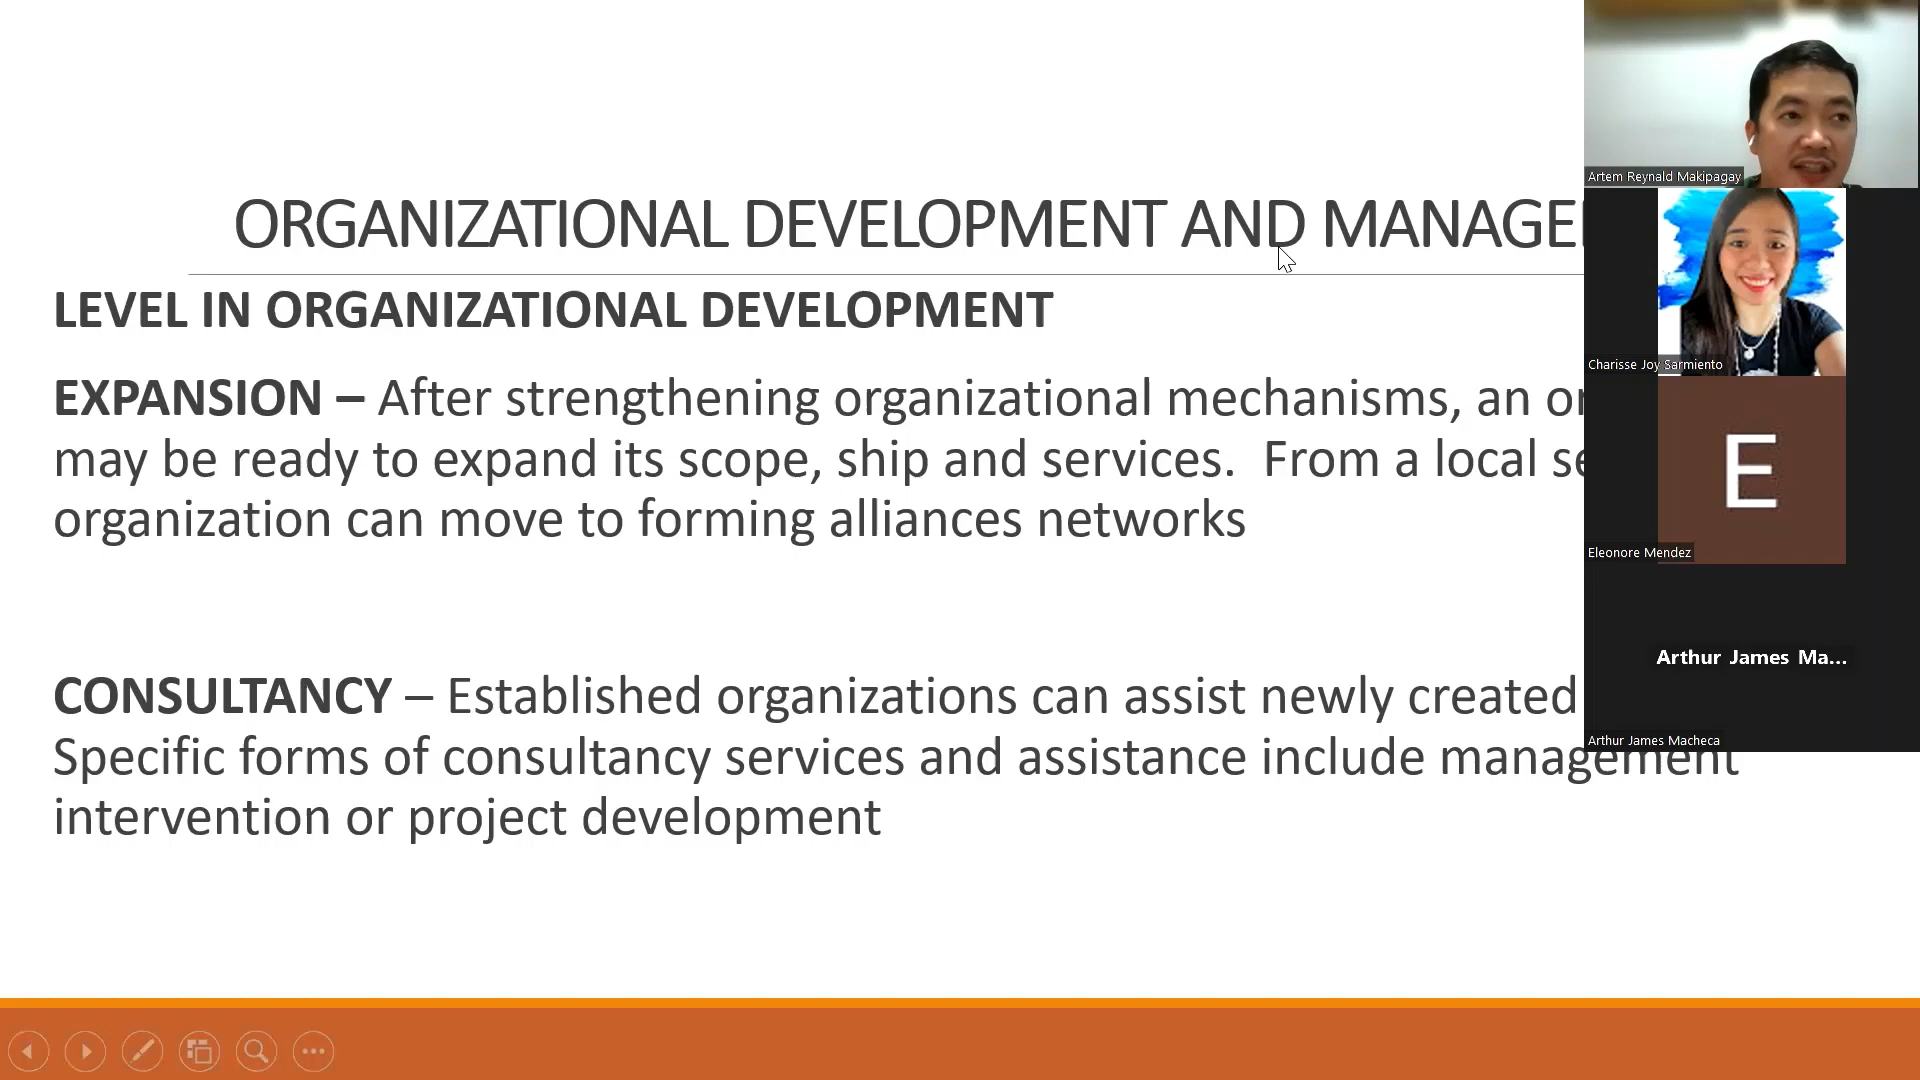 ORGANIZATIONAL DEVELOPMENT AND
LEVEL IN ORGANIZATIONAL DEVELOPMENT
EXPANSION – After strengthening organizational mechanisms, an
may be ready to expand its scope, ship and services. From a local
organization can move to forming alliances networks
CONSULTANCY – Established organizations can assist newly created
Specific forms of consultancy services and assistance include management
intervention or project development
Artem Reynald Makipagay
Charisse Joy Sarmiento
E
Eleonore Mendez
Arthur James Ma...
Arthur James Macheca